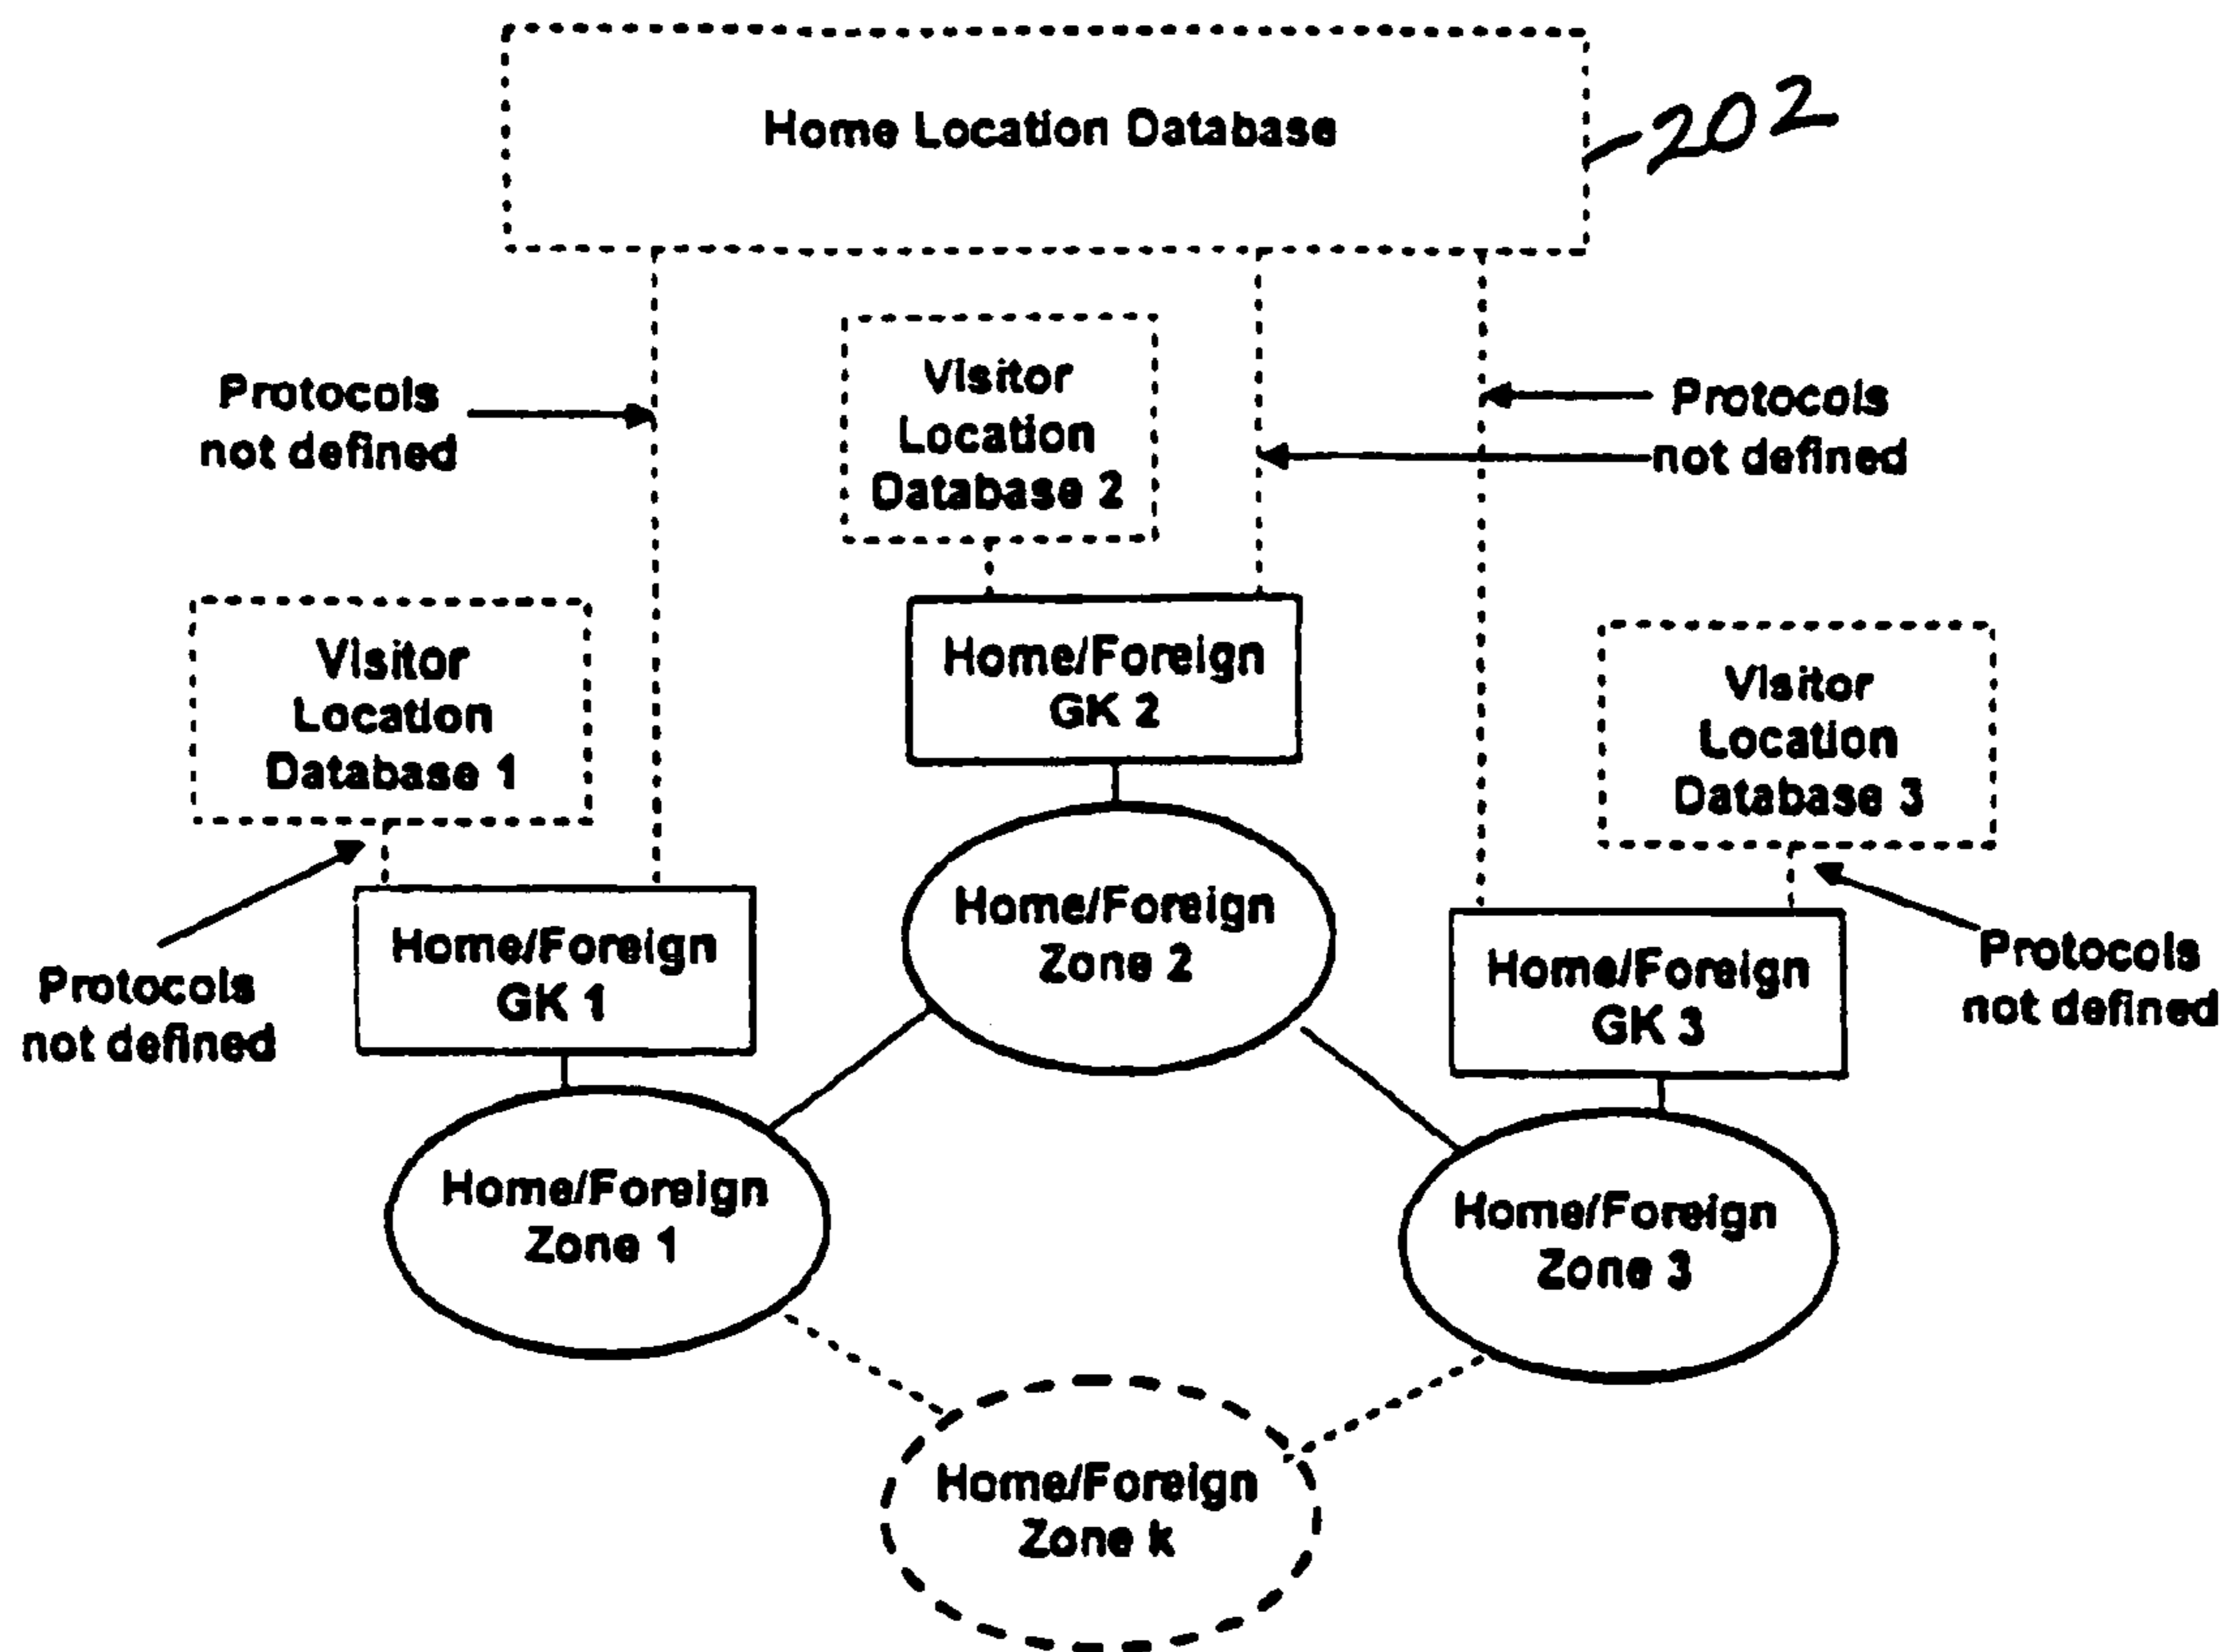 Home Location Database
202
Protocols
not defined
Visitor
Location
Database 2
Protocols
not defined
Visitor
Location
Database 1
Home/Foreign
GK 2
Visitor
Location
Database 3
Protocols
not defined
Home/Foreign
GK 1
Home/Foreign
Zone 2
Home/Foreign
GK 3
Protocols
not defined
Home/Foreign
Zone 1
Home/Foreign
Zone 3
Home/Foreign
Zone k